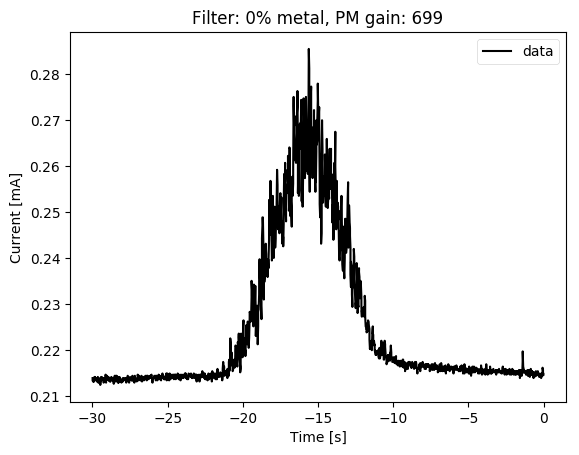 Filter: 0% metal, PM gain: 699
data
0.28
0.27
0.26
0.25
0.24
0.23
0.22
0.21
Current [mA]
−30 −25 −20 −15 −10 −5 0
Time [s]